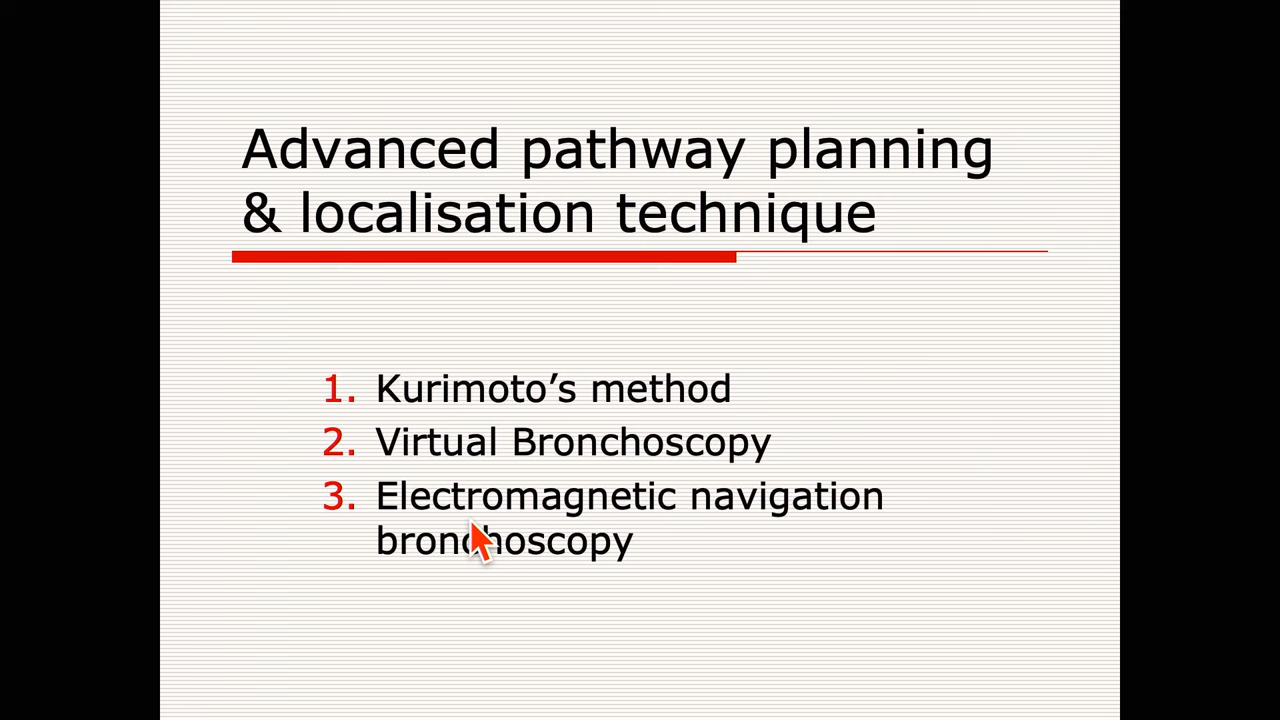 Advanced pathway planning
& localisation technique
1. Kurimoto’s method
2. Virtual Bronchoscopy
3. Electromagnetic navigation
bronchoscopy